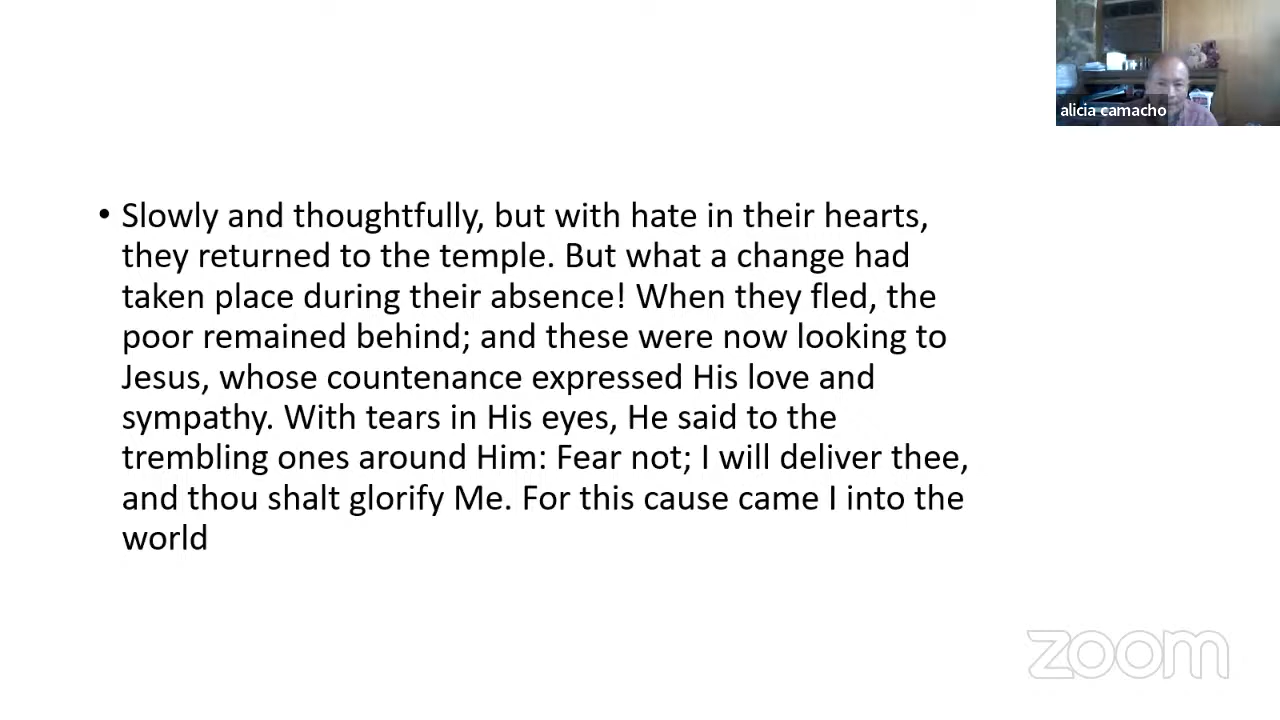 alicia camacho
• Slowly and thoughtfully, but with hate in their hearts,
they returned to the temple. But what a change had
taken place during their absence! When they fled, the
poor remained behind; and these were now looking to
Jesus, whose countenance expressed His love and
sympathy. With tears in His eyes, He said to the
trembling ones around Him: Fear not; I will deliver thee,
and thou shalt glorify Me. For this cause came I into the
world
zoom